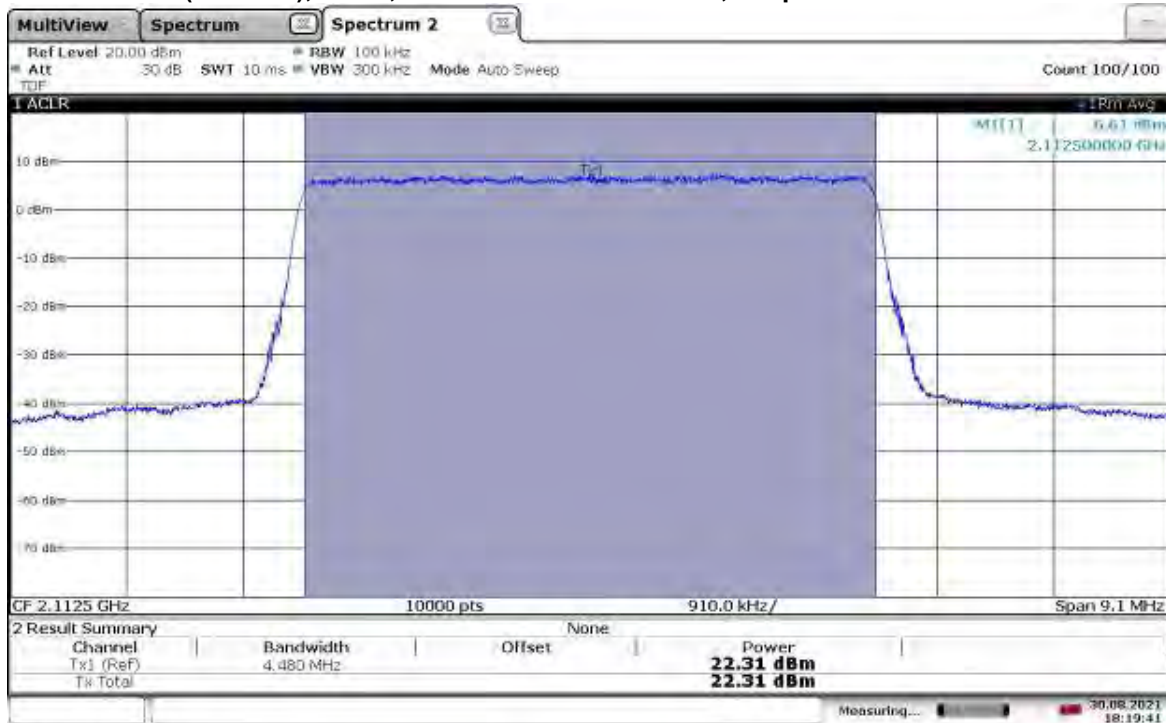 MultiView Spectrum Spectrum 2
Ref Level 20.00 dBm RBW 100 kHz
Att 30 dB SWT 10 ms VBW 300 kHz Mode Auto Sweep Count 100/100
TDF
1 ACLR 1Rm Avg
M1[1] 6.61 dBm
2.112500000 GHz
10 dBm
Tx1
0 dBm
-10 dBm
-20 dBm
-30 dBm
-40 dBm
-50 dBm
-60 dBm
-70 dBm
CF 2.1125 GHz 10000 pts 910.0 kHz/ Span 9.1 MHz
2 Result Summary None
Channel Bandwidth Offset Power
Tx1 (Ref) 4.480 MHz 22.31 dBm
Tx Total 22.31 dBm
Measuring... 30.08.2021
18:19:41